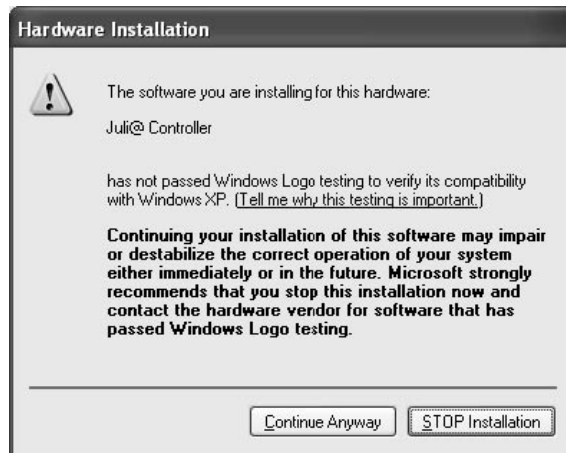 Hardware Installation
The software you are installing for this hardware:
Juli@ Controller
has not passed Windows Logo testing to verify its compatibility
with Windows XP. (Tell me why this testing is important.)
Continuing your installation of this software may impair
or destabilize the correct operation of your system
either immediately or in the future. Microsoft strongly
recommends that you stop this installation now and
contact the hardware vendor for software that has
passed Windows Logo testing.
Continue Anyway
STOP Installation